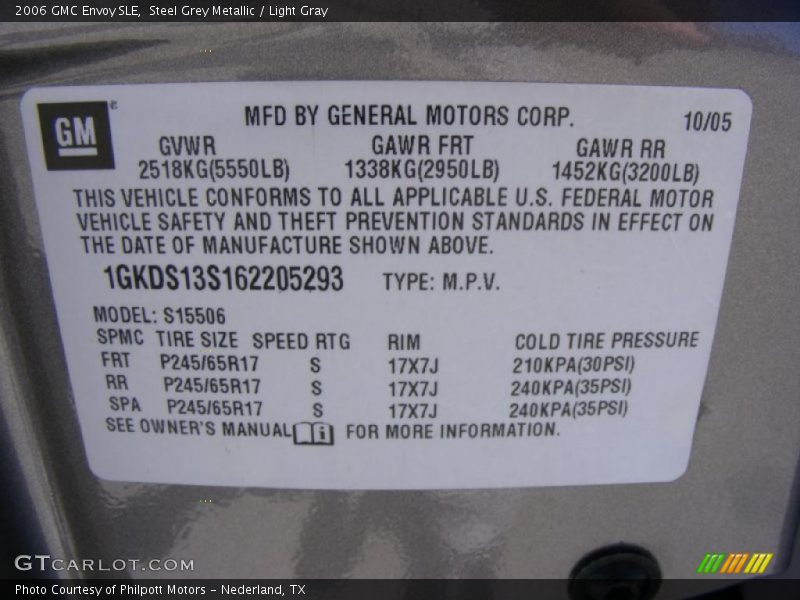 2006 GMC Envoy SLE, Steel Grey Metallic / Light Gray
GM
®
MFD BY GENERAL MOTORS CORP.
10/05
GVWR GAWR FRT GAWR RR
2518KG(5550LB) 1338KG(2950LB) 1452KG(3200LB)
THIS VEHICLE CONFORMS TO ALL APPLICABLE U.S. FEDERAL MOTOR
VEHICLE SAFETY AND THEFT PREVENTION STANDARDS IN EFFECT ON
THE DATE OF MANUFACTURE SHOWN ABOVE.
1GKDS13S162205293 TYPE: M.P.V.
MODEL: S15506
SPMC TIRE SIZE SPEED RTG RIM COLD TIRE PRESSURE
FRT P245/65R17 S 17X7J 210KPA(30PSI)
RR P245/65R17 S 17X7J 240KPA(35PSI)
SPA P245/65R17 S 17X7J 240KPA(35PSI)
SEE OWNER'S MANUAL i FOR MORE INFORMATION.
GTCARLOT.COM
Photo Courtesy of Philpott Motors - Nederland, TX